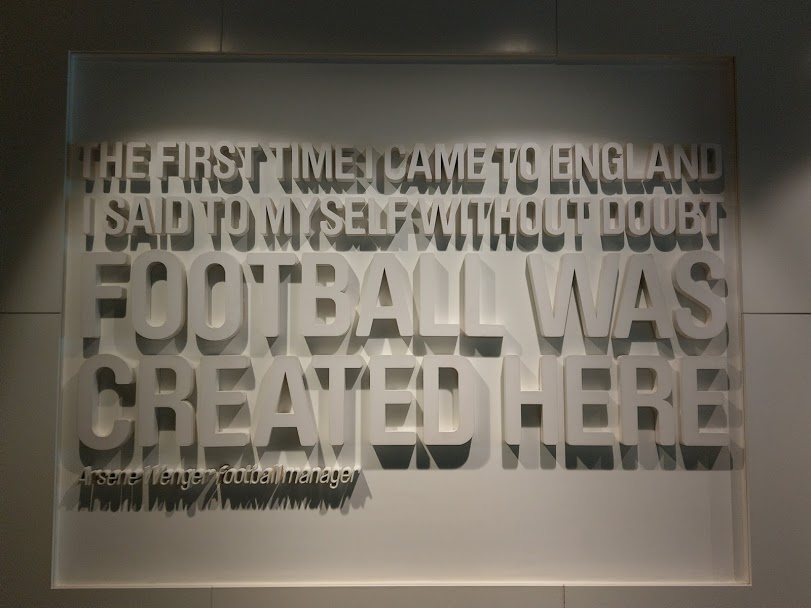 THE FIRST TIME I CAME TO ENGLAND
I SAID TO MYSELF WITHOUT DOUBT
FOOTBALL WAS
CREATED HERE
Arsene Wenger football manager